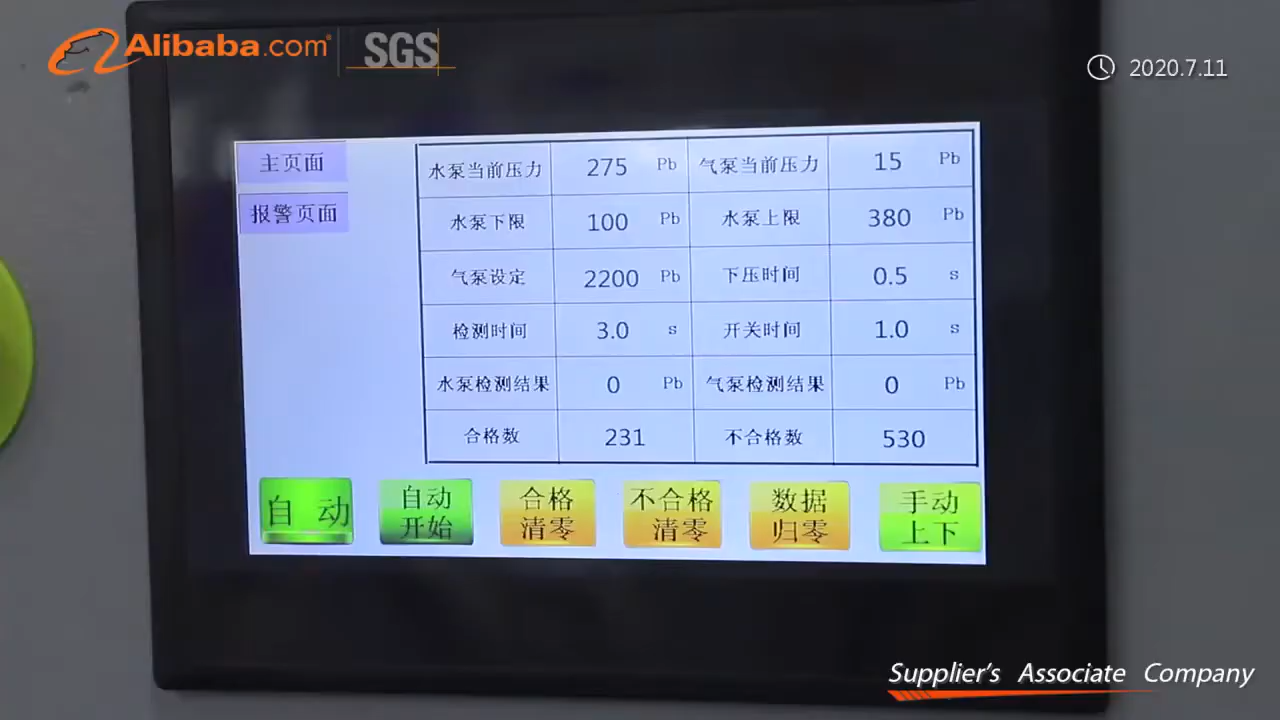 Alibaba.com
SGS
2020.7.11
主页面
报警页面
水泵当前压力 275 Pb 气泵当前压力 15 Pb
水泵下限 100 Pb 水泵上限 380 Pb
气泵设定 2200 Pb 下压时间 0.5 s
检测时间 3.0 s 开关时间 1.0 s
水泵检测结果 0 Pb 气泵检测结果 0 Pb
合格数 231 不合格数 530
自 动
自动
开始
合格
清零
不合格
清零
数据
归零
手动
上下
Supplier's Associate Company